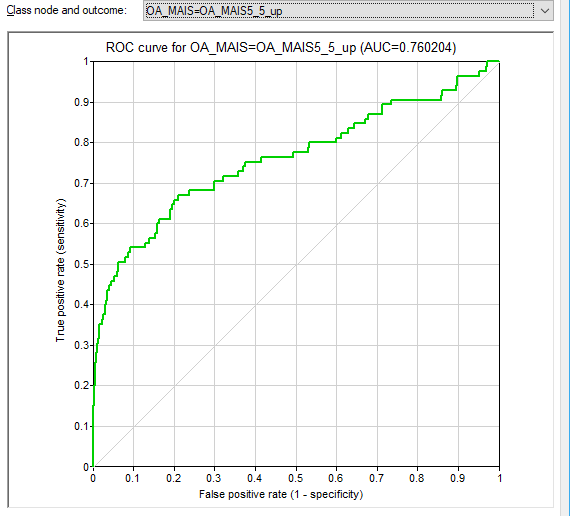 Class node and outcome: OA_MAIS=OA_MAIS5_5_up
ROC curve for OA_MAIS=OA_MAIS5_5_up (AUC=0.760204)
True positive rate (sensitivity)
1
0.9
0.8
0.7
0.6
0.5
0.4
0.3
0.2
0.1
0
0 0.1 0.2 0.3 0.4 0.5 0.6 0.7 0.8 0.9 1
False positive rate (1 - specificity)